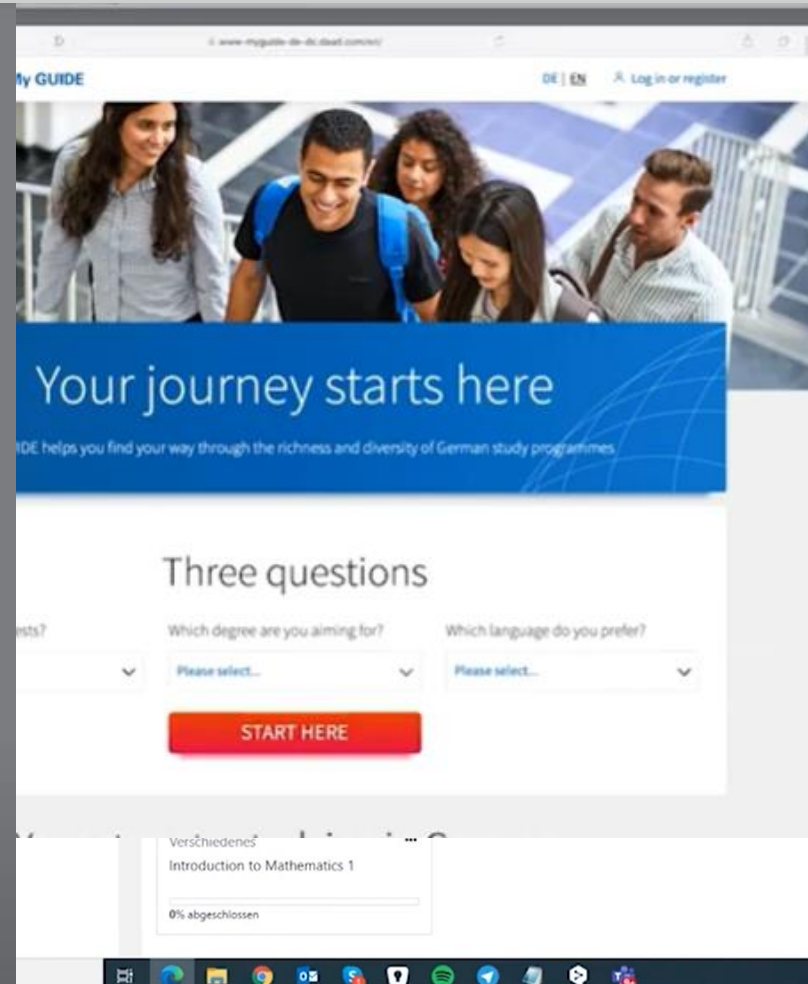 My GUIDE
DE | EN
Log in or register
Your journey starts here
IDE helps you find your way through the richness and diversity of German study programmes
Three questions
ests?
Which degree are you aiming for?
Which language do you prefer?
Please select...
Please select...
START HERE
Verschiedenes
Introduction to Mathematics 1
0% abgeschlossen